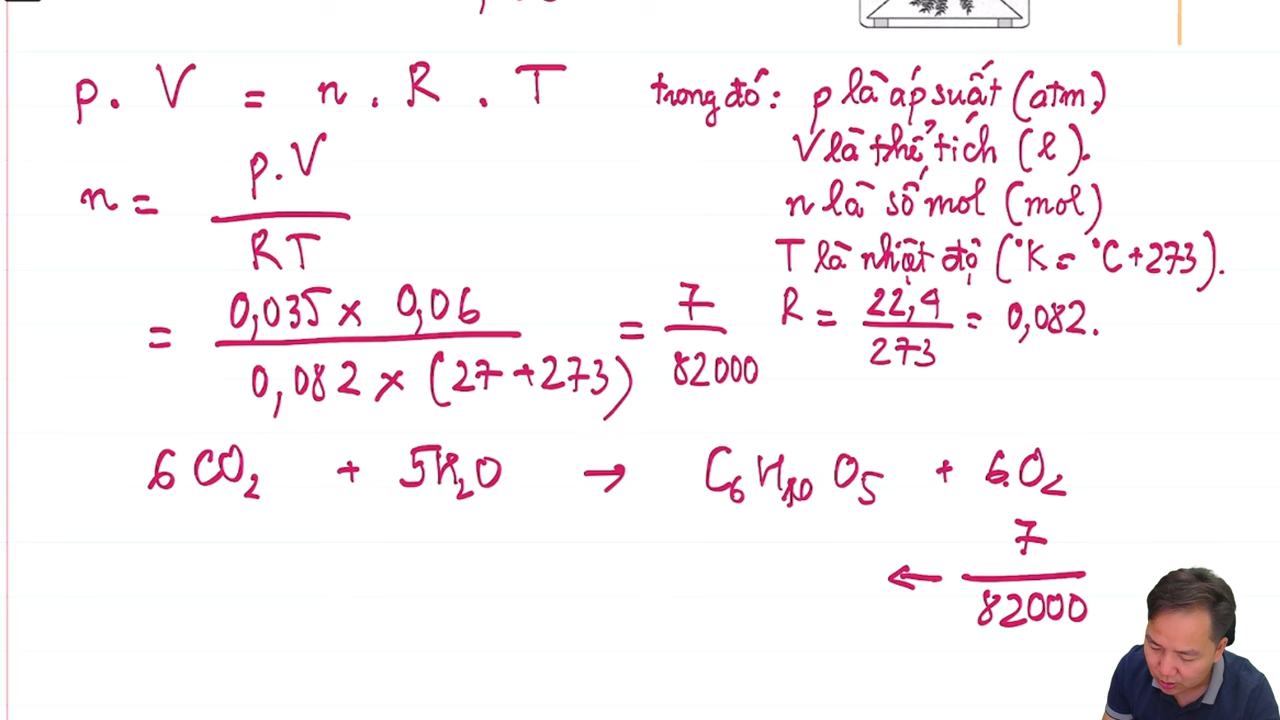 p. V = n . R . T
trong đó: p là áp suất (atm)
V là thể tích (l).
n = p.V / RT
n là số mol (mol)
T là nhiệt độ (°K = °C + 273).
= 0,035 x 0,06 / 0,082 x (27 + 273) = 7 / 82000
R = 22,4 / 273 = 0,082.
6CO₂ + 5H₂O → C₆H₁₀O₅ + 6O₂
← 7 / 82000